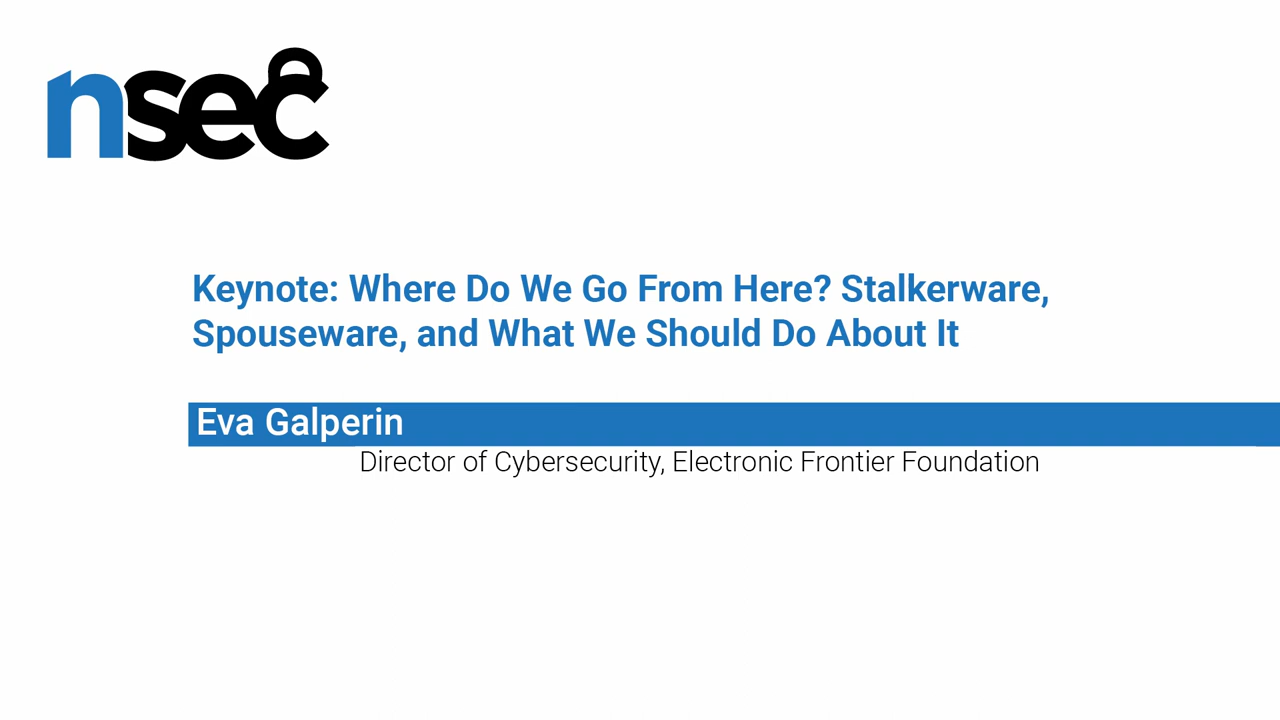 nsec
Keynote: Where Do We Go From Here? Stalkerware,
Spouseware, and What We Should Do About It
Eva Galperin
Director of Cybersecurity, Electronic Frontier Foundation